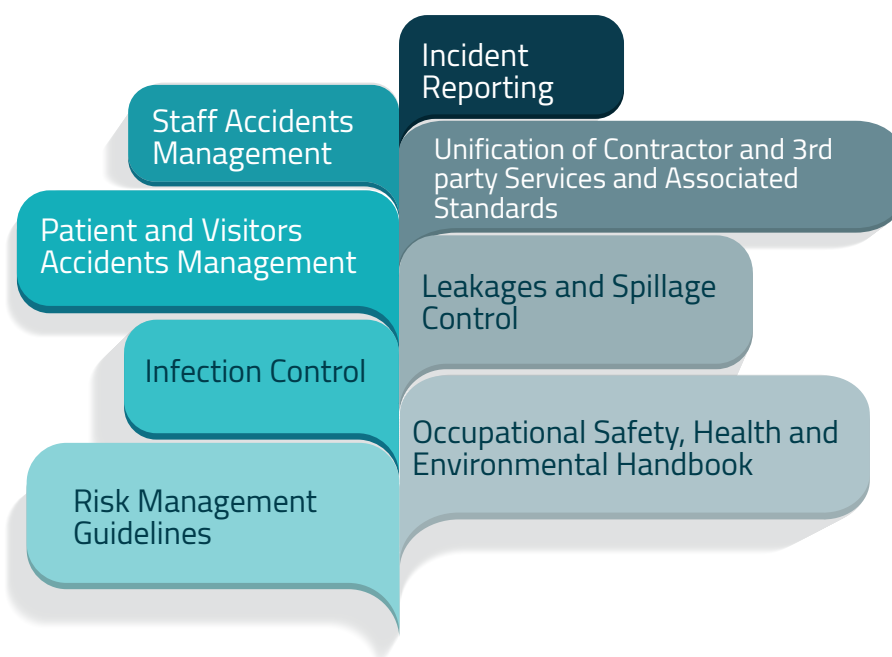 Incident
Reporting
Staff Accidents
Management
Unification of Contractor and 3rd
party Services and Associated
Standards
Patient and Visitors
Accidents Management
Leakages and Spillage
Control
Infection Control
Occupational Safety, Health and
Environmental Handbook
Risk Management
Guidelines